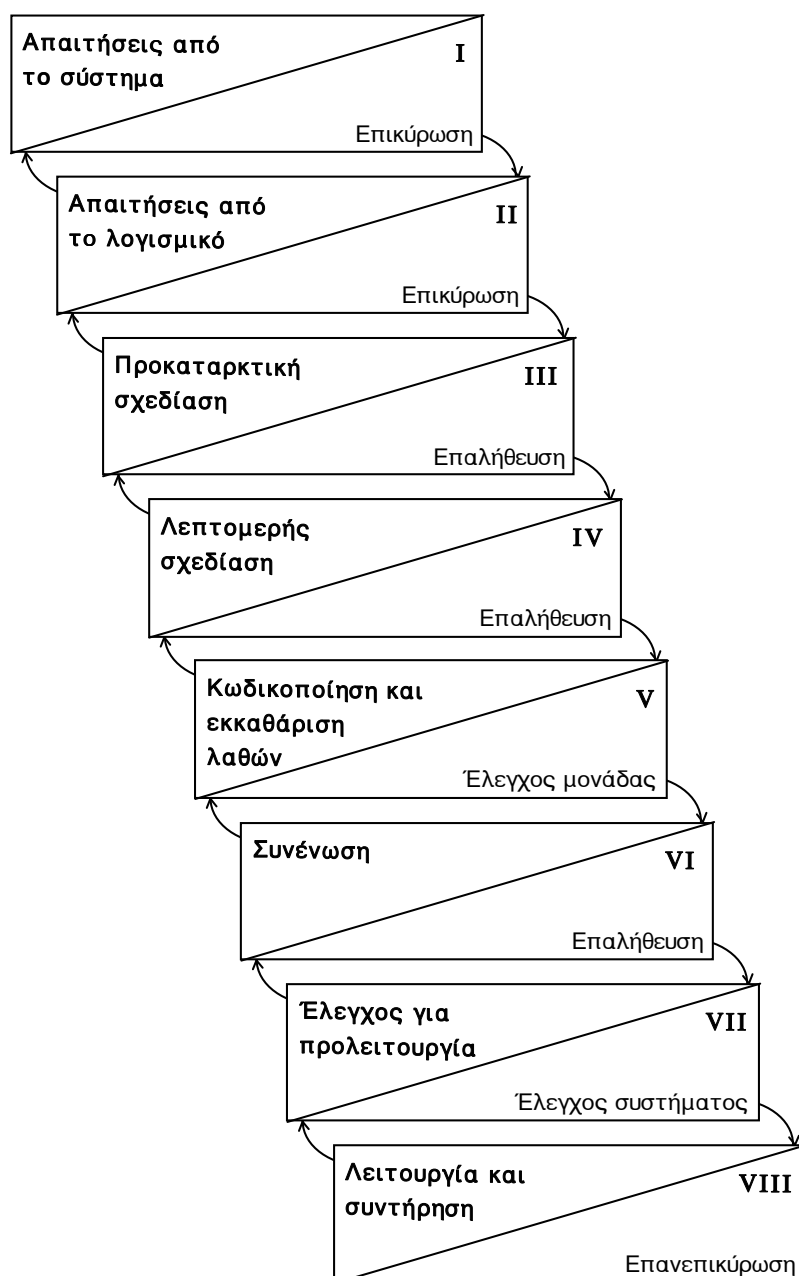 Απαιτήσεις από
το σύστημα
I
Επικύρωση
Απαιτήσεις από
το λογισμικό
II
Επικύρωση
Προκαταρκτική
σχεδίαση
III
Επαλήθευση
Λεπτομερής
σχεδίαση
IV
Επαλήθευση
Κωδικοποίηση και
εκκαθάριση
λαθών
V
Έλεγχος μονάδας
Συνένωση
VI
Επαλήθευση
Έλεγχος για
προλειτουργία
VII
Έλεγχος συστήματος
Λειτουργία και
συντήρηση
VIII
Επανεπικύρωση